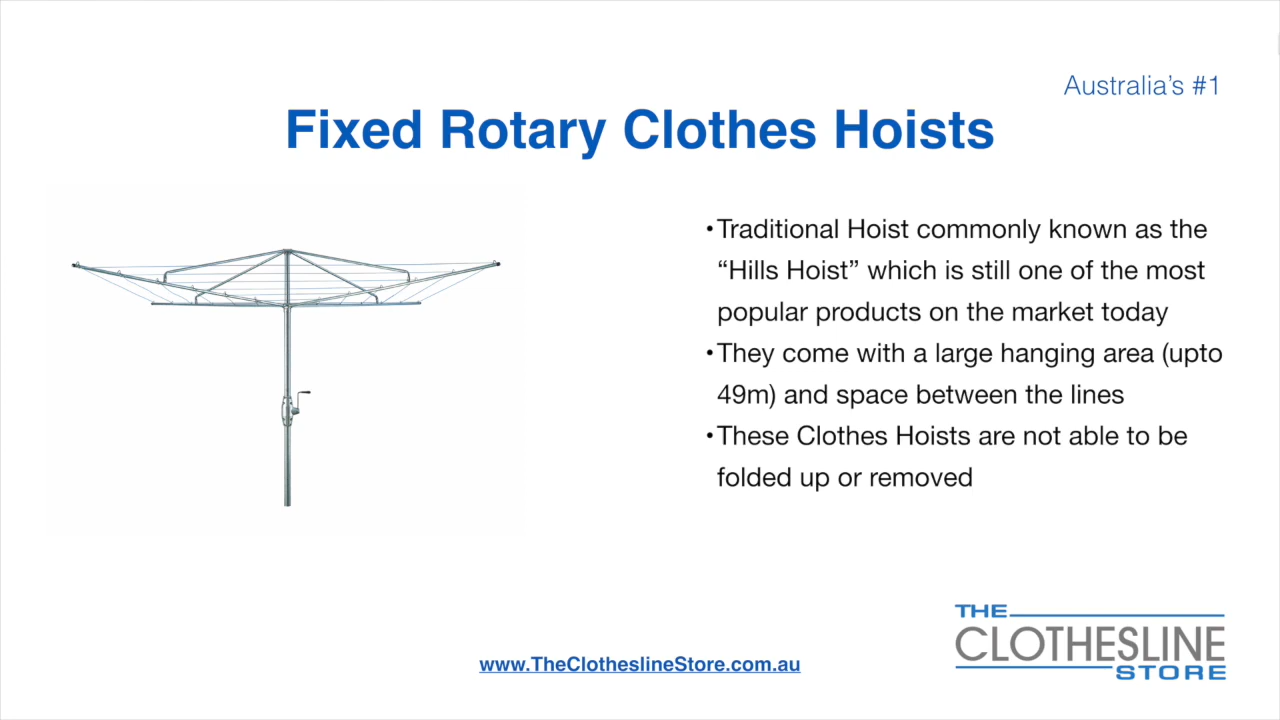 Australia's #1
Fixed Rotary Clothes Hoists
•Traditional Hoist commonly known as the
“Hills Hoist” which is still one of the most
popular products on the market today
•They come with a large hanging area (upto
49m) and space between the lines
•These Clothes Hoists are not able to be
folded up or removed
www.TheClotheslineStore.com.au
THE
CLOTHESLINE
STORE